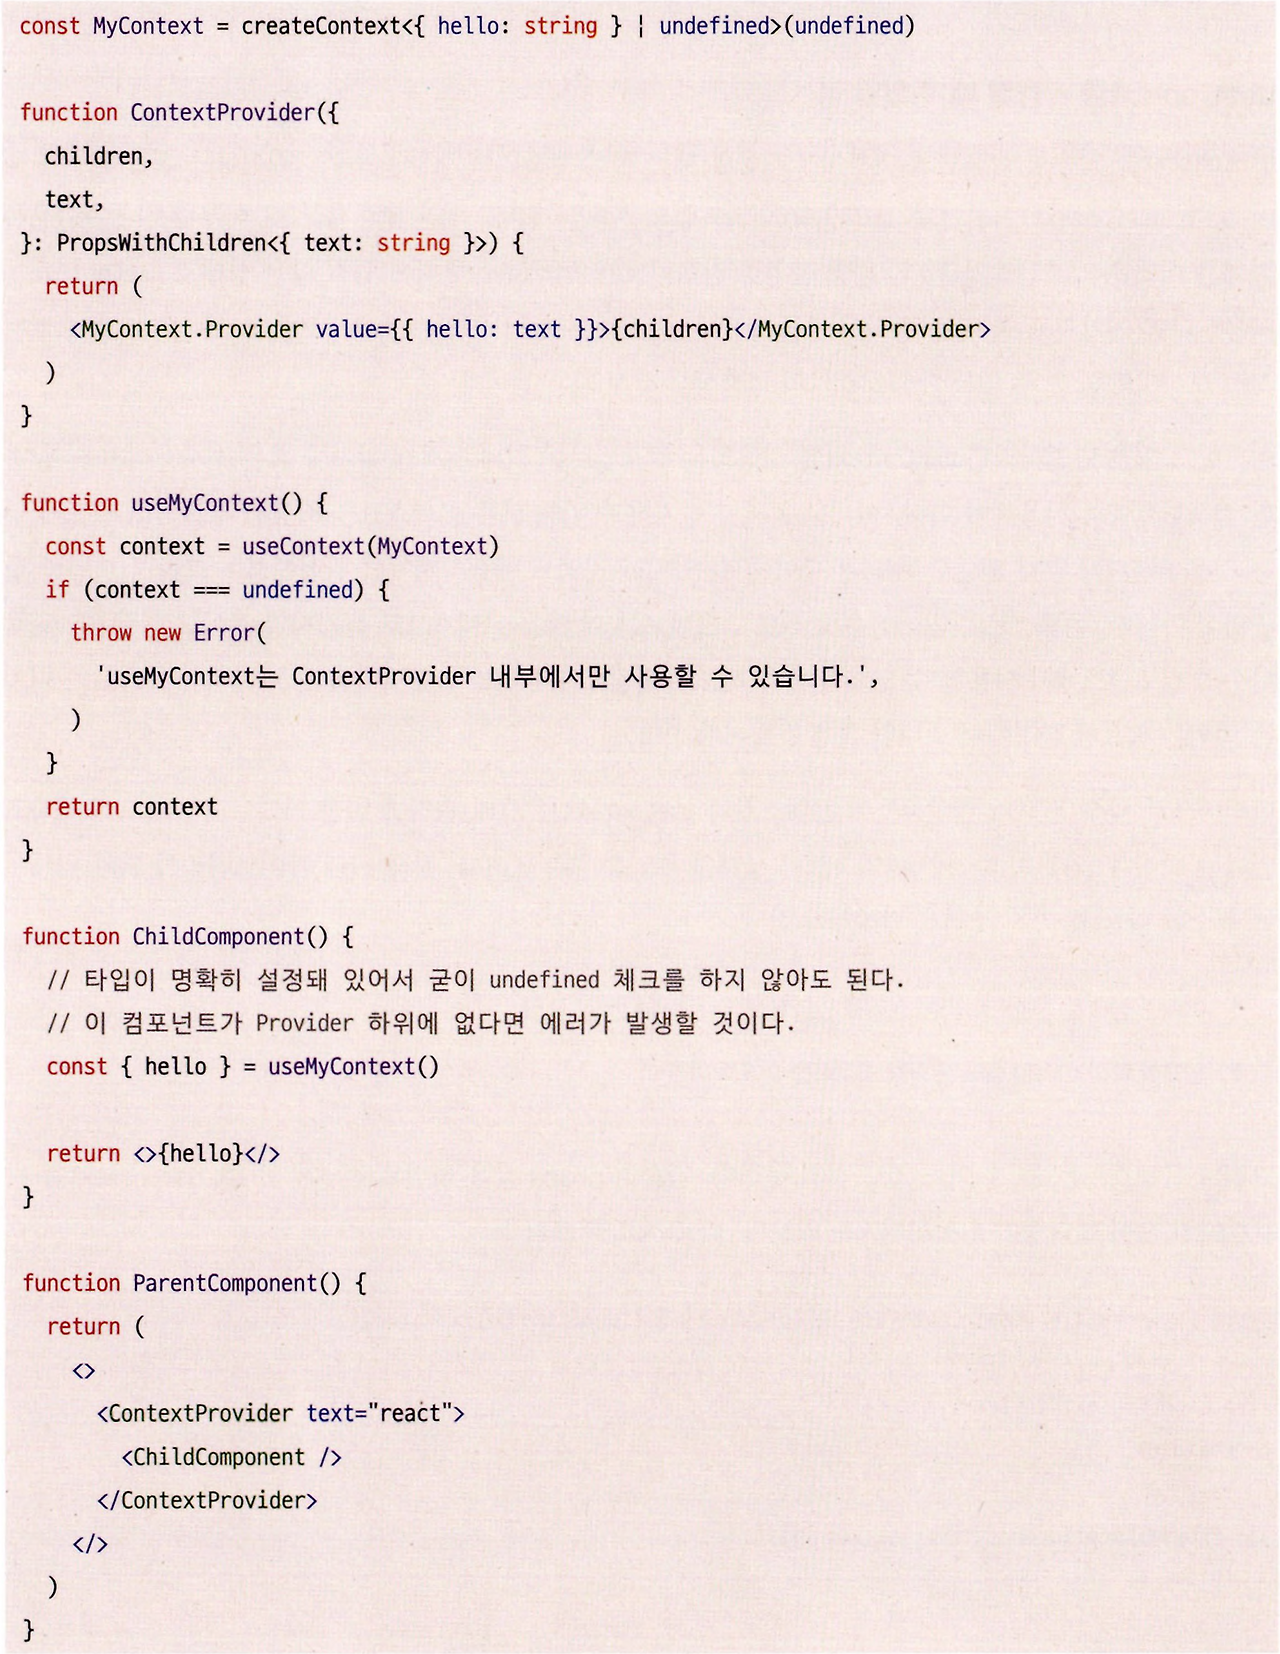 const MyContext = createContext<{ hello: string } | undefined>(undefined)
function ContextProvider({
children,
text,
}: PropsWithChildren<{ text: string }>) {
return (
<MyContext.Provider value={{ hello: text }}>{children}</MyContext.Provider>
)
}
function useMyContext() {
const context = useContext(MyContext)
if (context === undefined) {
throw new Error(
'useMyContext는 ContextProvider 내부에서만 사용할 수 있습니다.',
)
}
return context
}
function ChildComponent() {
// 타입이 명확히 설정돼 있어서 굳이 undefined 체크를 하지 않아도 된다.
// 이 컴포넌트가 Provider 하위에 없다면 에러가 발생할 것이다.
const { hello } = useMyContext()
return <>{hello}</>
}
function ParentComponent() {
return (
<>
<ContextProvider text="react">
<ChildComponent />
</ContextProvider>
</>
)
}